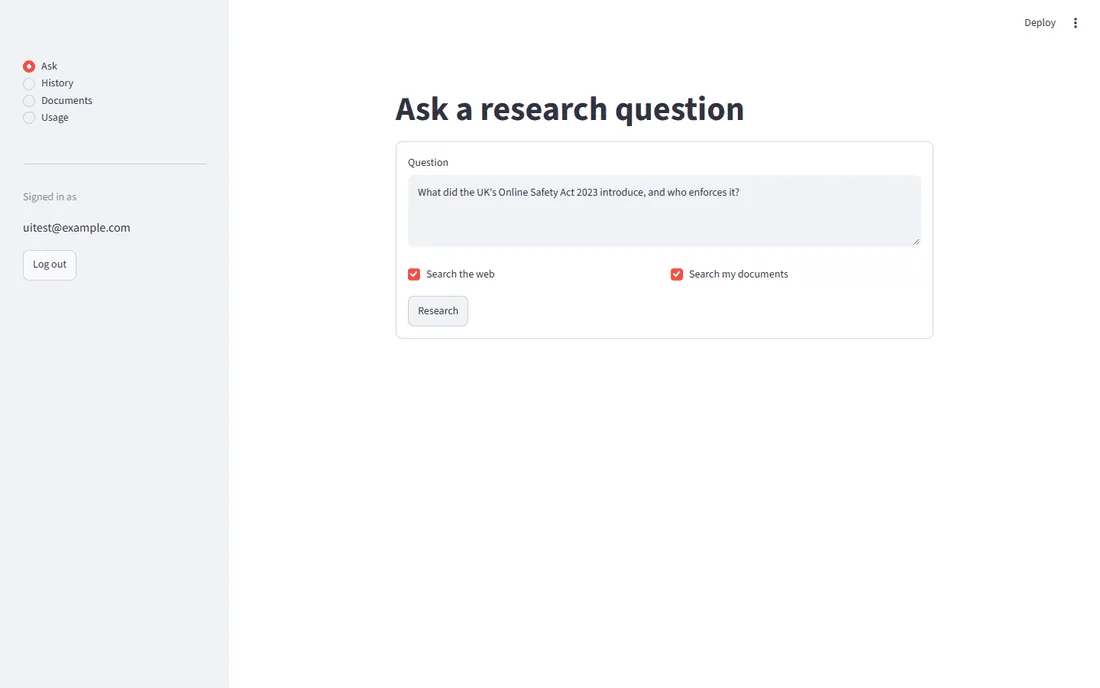 Deploy
Ask
History
Documents
Usage
Signed in as
uitest@example.com
Log out
Ask a research question
Question
What did the UK's Online Safety Act 2023 introduce, and who enforces it?
Search the web
Search my documents
Research